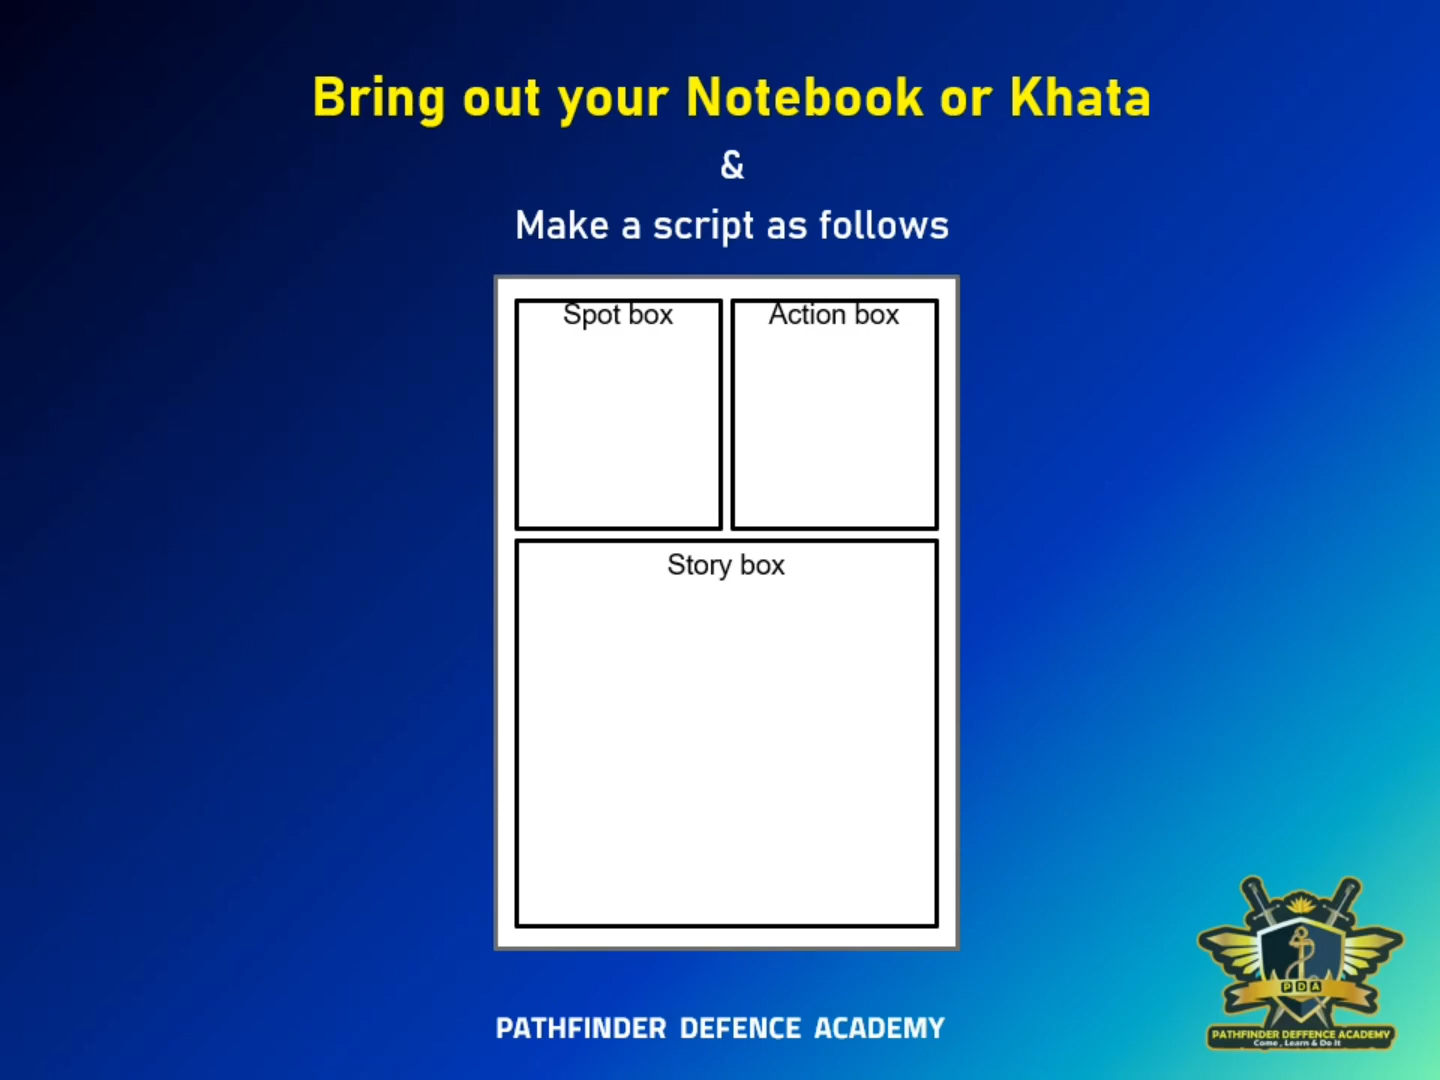 Bring out your Notebook or Khata
&
Make a script as follows
Spot box
Action box
Story box
PATHFINDER DEFENCE ACADEMY
PDA
PATHFINDER DEFFENCE ACADEMY
Come , Learn & Do It